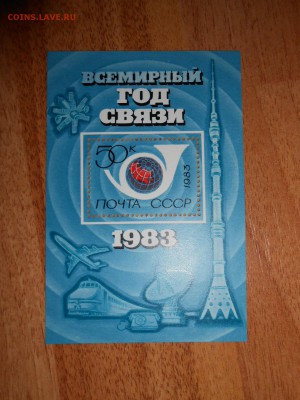 COINS.LAVE.RU
ВСЕМИРНЫЙ
ГОД
СВЯЗИ
50к
1983
ПОЧТА СССР
1983